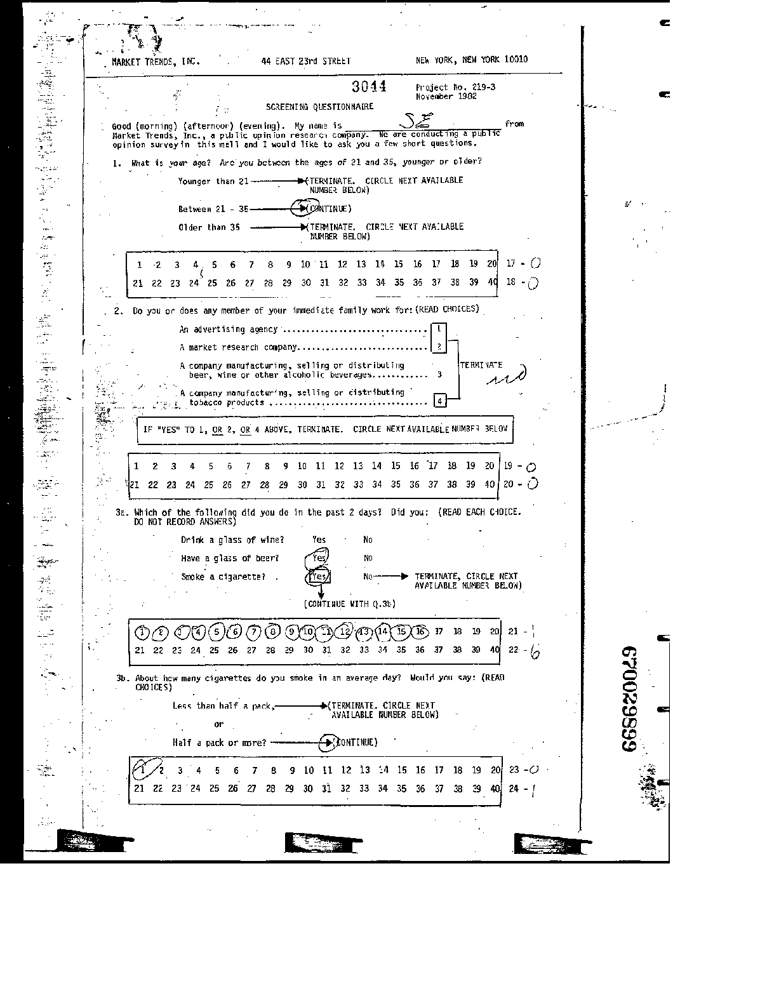 MARKET TRENDS, INC. 44 EAST 23rd STREET NEW YORK, NEW YORK 10010
3044 Project No. 219-3
November 1982
SCREENING QUESTIONNAIRE
Good (morning) (afternoon) (evening). My name is SE from
Market Trends, Inc., a public opinion research company. We are conducting a public
opinion survey in this mall and I would like to ask you a few short questions.
1. What is your age? Are you between the ages of 21 and 35, younger or older?
Younger than 21 (TERMINATE. CIRCLE NEXT AVAILABLE
NUMBER BELOW)
Between 21 - 35 (CONTINUE)
Older than 35 (TERMINATE. CIRCLE NEXT AVAILABLE
NUMBER BELOW)
1 2 3 4 5 6 7 8 9 10 11 12 13 14 15 16 17 18 19 20 17 - 0
21 22 23 24 25 26 27 28 29 30 31 32 33 34 35 36 37 38 39 40 18 - 0
2. Do you or does any member of your immediate family work for: (READ CHOICES)
An advertising agency ............................. 1
A market research company.......................... 2
A company manufacturing, selling or distributing
beer, wine or other alcoholic beverages........... 3 TERMINATE
A company manufacturing, selling or distributing
tobacco products ............................... 4
IF "YES" TO 1, OR 2, OR 4 ABOVE, TERMINATE. CIRCLE NEXT AVAILABLE NUMBER BELOW
1 2 3 4 5 6 7 8 9 10 11 12 13 14 15 16 17 18 19 20 19 - 0
21 22 23 24 25 26 27 28 29 30 31 32 33 34 35 36 37 38 39 40 20 - 0
3a. Which of the following did you do in the past 2 days? Did you: (READ EACH CHOICE.
DO NOT RECORD ANSWERS)
Drink a glass of wine? Yes No
Have a glass of beer? Yes No
Smoke a cigarette? Yes No TERMINATE, CIRCLE NEXT
AVAILABLE NUMBER BELOW)
(CONTINUE WITH Q.3b)
1 2 3 4 5 6 7 8 9 10 11 12 13 14 15 16 17 18 19 20 21 - 1
21 22 23 24 25 26 27 28 29 30 31 32 33 34 35 36 37 38 39 40 22 - 6
3b. About how many cigarettes do you smoke in an average day? Would you say: (READ
CHOICES)
Less than half a pack, (TERMINATE. CIRCLE NEXT
AVAILABLE NUMBER BELOW)
or
Half a pack or more? (CONTINUE)
1 2 3 4 5 6 7 8 9 10 11 12 13 14 15 16 17 18 19 20 23 - 0
21 22 23 24 25 26 27 28 29 30 31 32 33 34 35 36 37 38 39 40 24 - 1
670029899